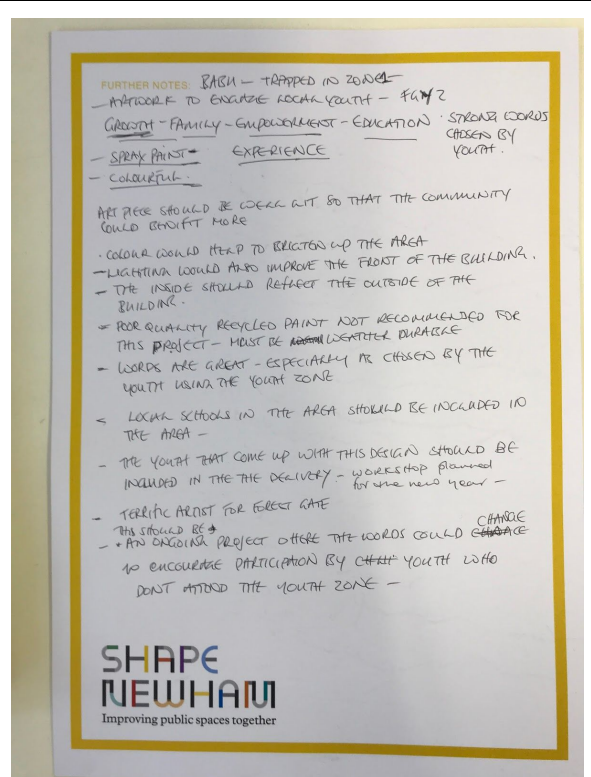 FURTHER NOTES: BABU - TRAPPED IN ZONE 1
- ARTWORK TO ENGAGE LOCAL YOUTH -
GROWTH - FAMILY - EMPOWERMENT - EDUCATION · STRONG WORDS
CHOSEN BY
YOUTH.
- SPRAY PAINT - EXPERIENCE
- COLOURFUL.
ART PIECE SHOULD BE WELL LIT SO THAT THE COMMUNITY
COULD BENIFIT MORE
· COLOUR WOULD HELP TO BRIGTEN UP THE AREA
- LIGHTING WOULD ALSO IMPROVE THE FRONT OF THE BUILDING.
- THE INSIDE SHOULD REFLECT THE OUTSIDE OF THE
BUILDING.
- POOR QUALITY RECYCLED PAINT NOT RECOMMENDED FOR
THIS PROJECT - MUST BE WEATHER DURABLE
- WORDS ARE GREAT - ESPECIALLY AS CHOSEN BY THE
YOUTH USING THE YOUTH ZONE
- LOCAL SCHOOLS IN THE AREA SHOULD BE INCLUDED IN
THE AREA -
- THE YOUTH THAT COME UP WITH THIS DESIGN SHOULD BE
INCLUDED IN THE THE DELIVERY - workshop planned
for the new year -
- TERRIFIC ARTIST FOR FOREST GATE
THIS SHOULD BE
- AN ONGOING PROJECT WHERE THE WORDS COULD CHANGE
TO ENCOURAGE PARTICIPATION BY YOUTH WHO
DON'T ATTEND THE YOUTH ZONE -
SHAPE
NEWHAM
Improving public spaces together